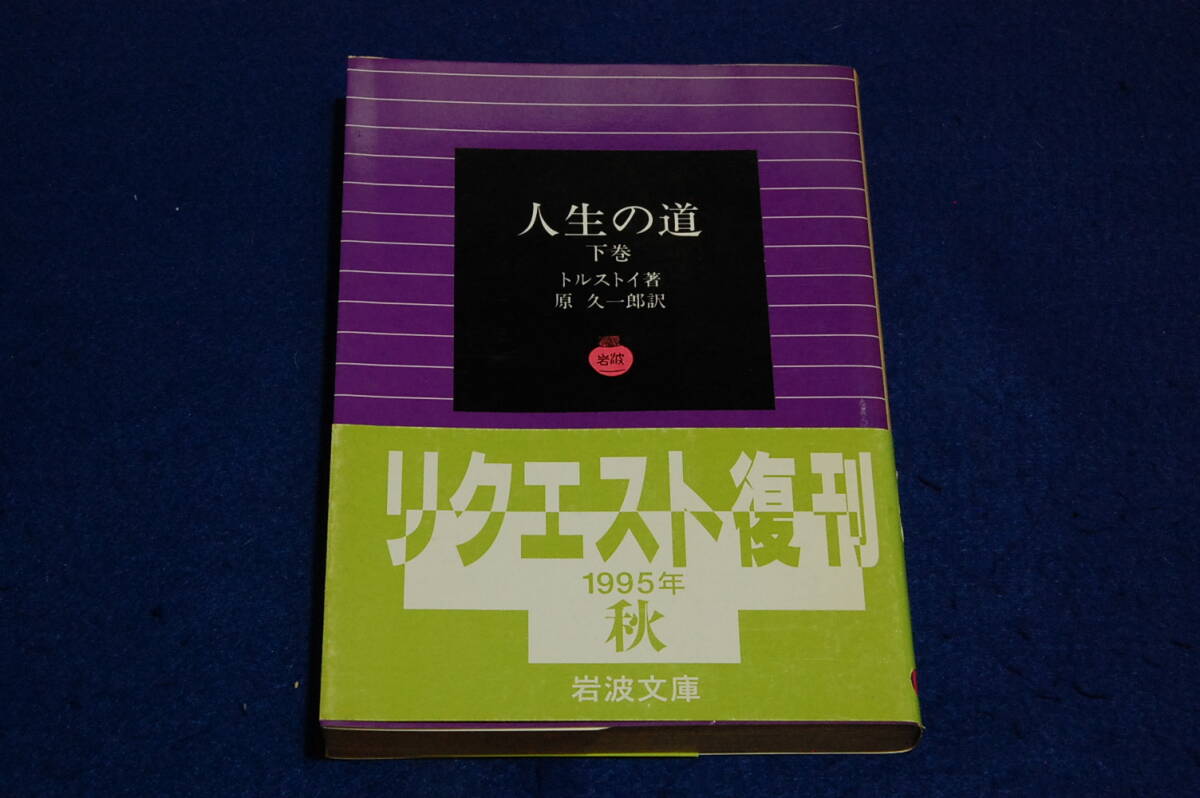 人生の道
下巻
トルストイ著
原 久一郎訳
岩波
リクエスト復刊
1995年
秋
岩波文庫